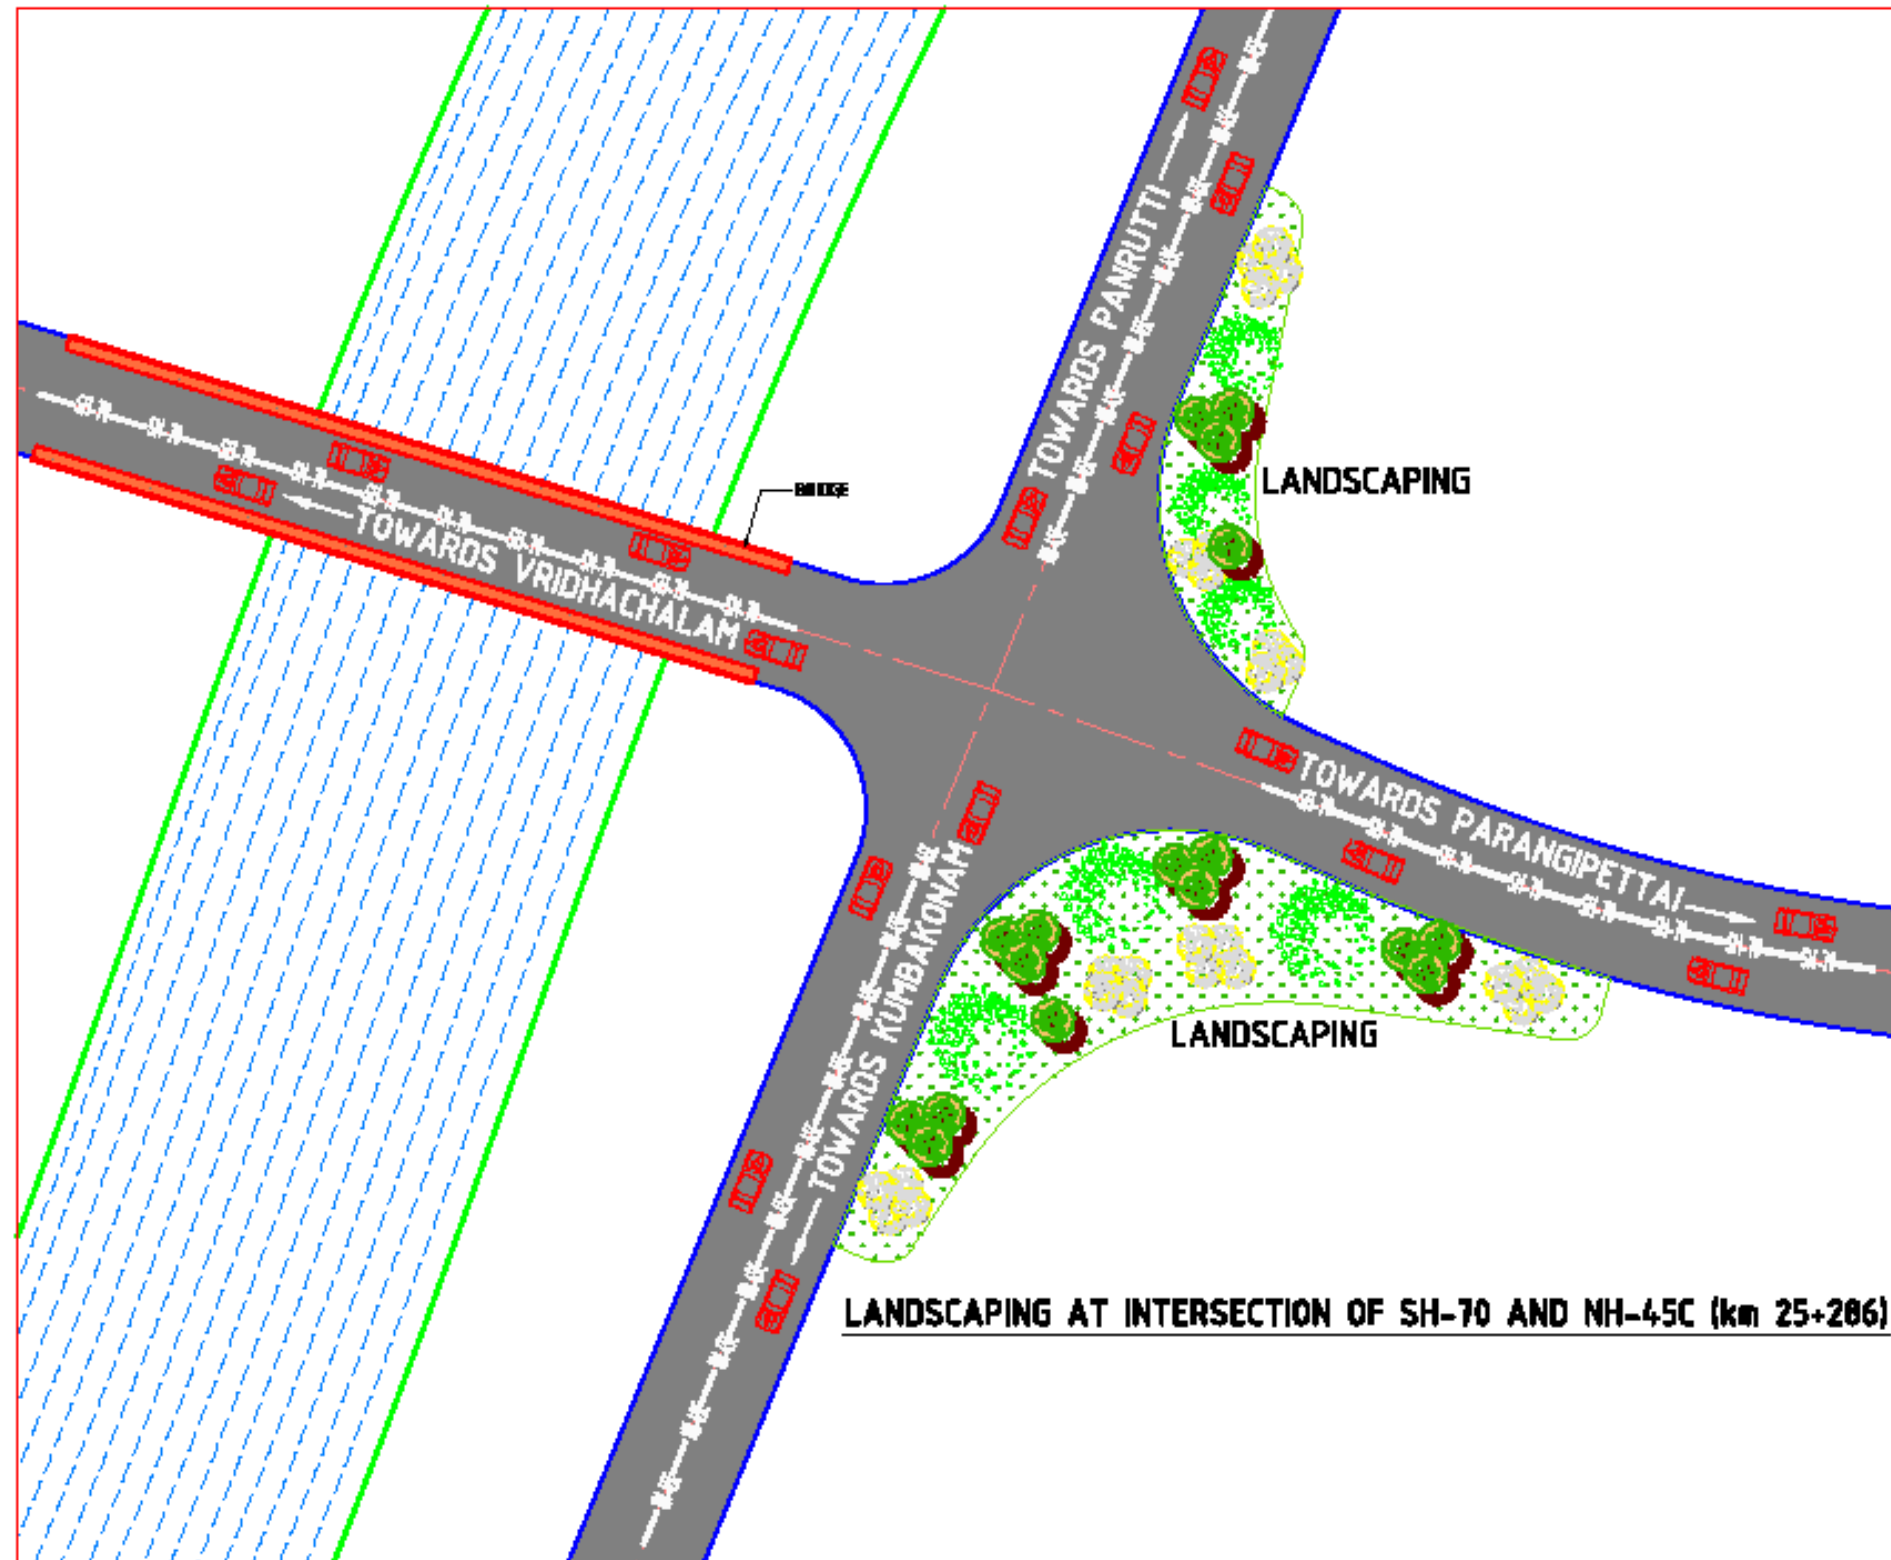 TOWARDS PANRUTTI
LANDSCAPING
BRIDGE
TOWARDS VRIDHACHALAM
TOWARDS PARANGIPETTAI
TOWARDS KUMBAKONAM
LANDSCAPING
LANDSCAPING AT INTERSECTION OF SH-70 AND NH-45C (km 25+286)